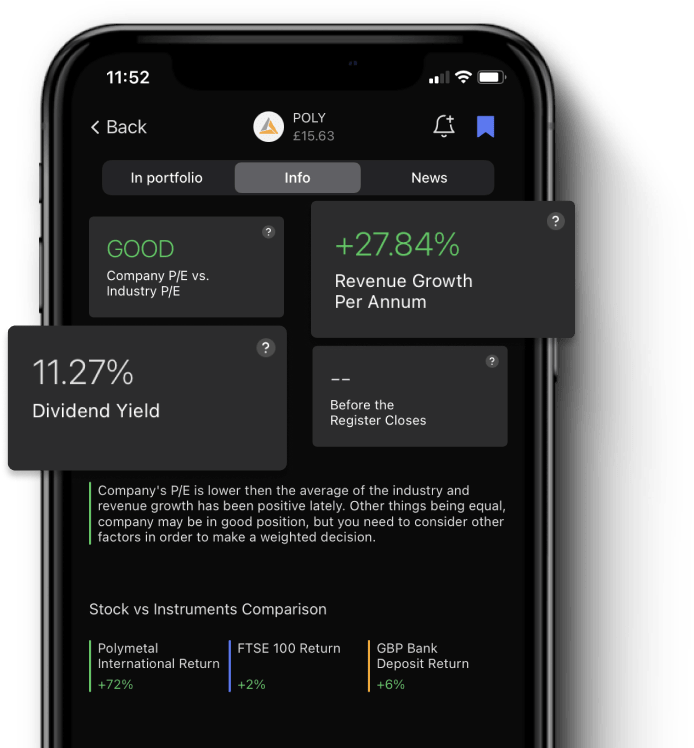 11:52
Back
POLY
£15.63
In portfolio
Info
News
?
GOOD
Company P/E vs.
Industry P/E
?
+27.84%
Revenue Growth
Per Annum
?
11.27%
Dividend Yield
?
--
Before the
Register Closes
Company's P/E is lower then the average of the industry and
revenue growth has been positive lately. Other things being equal,
company may be in good position, but you need to consider other
factors in order to make a weighted decision.
Stock vs Instruments Comparison
Polymetal
International Return
+72%
FTSE 100 Return
+2%
GBP Bank
Deposit Return
+6%